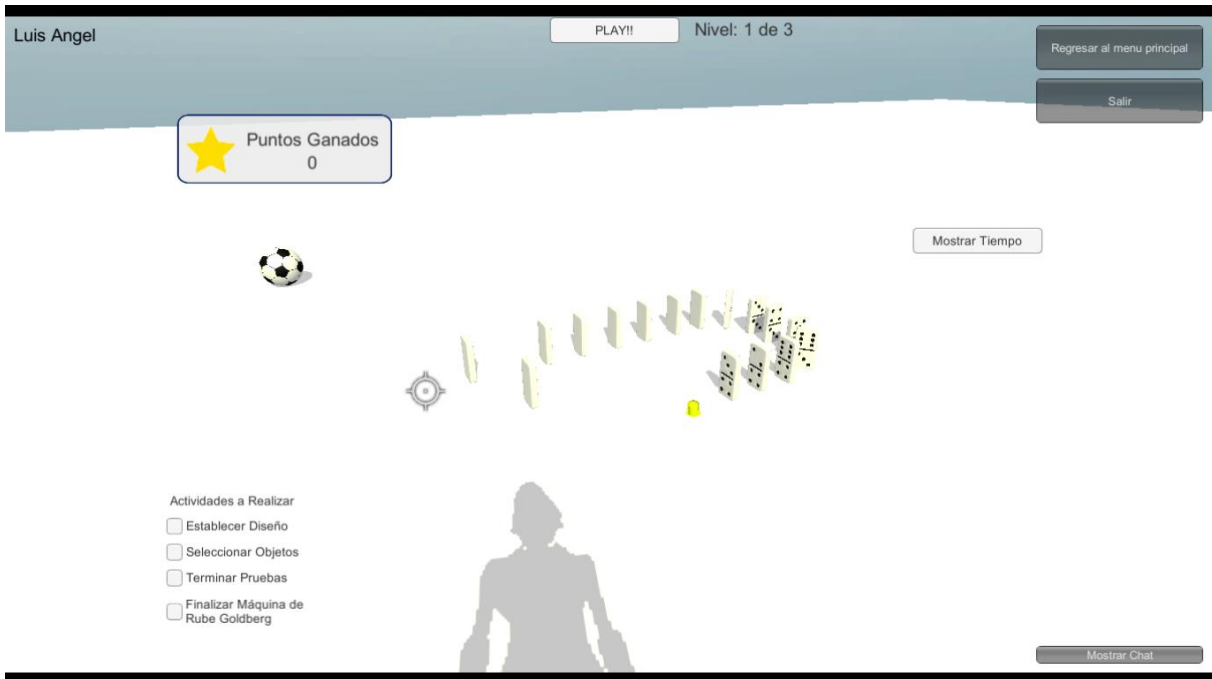 Luis Angel
PLAY!!
Nivel: 1 de 3
Regresar al menu principal
Salir
Puntos Ganados
0
Mostrar Tiempo
Actividades a Realizar
Establecer Diseño
Seleccionar Objetos
Terminar Pruebas
Finalizar Máquina de
Rube Goldberg
Mostrar Chat